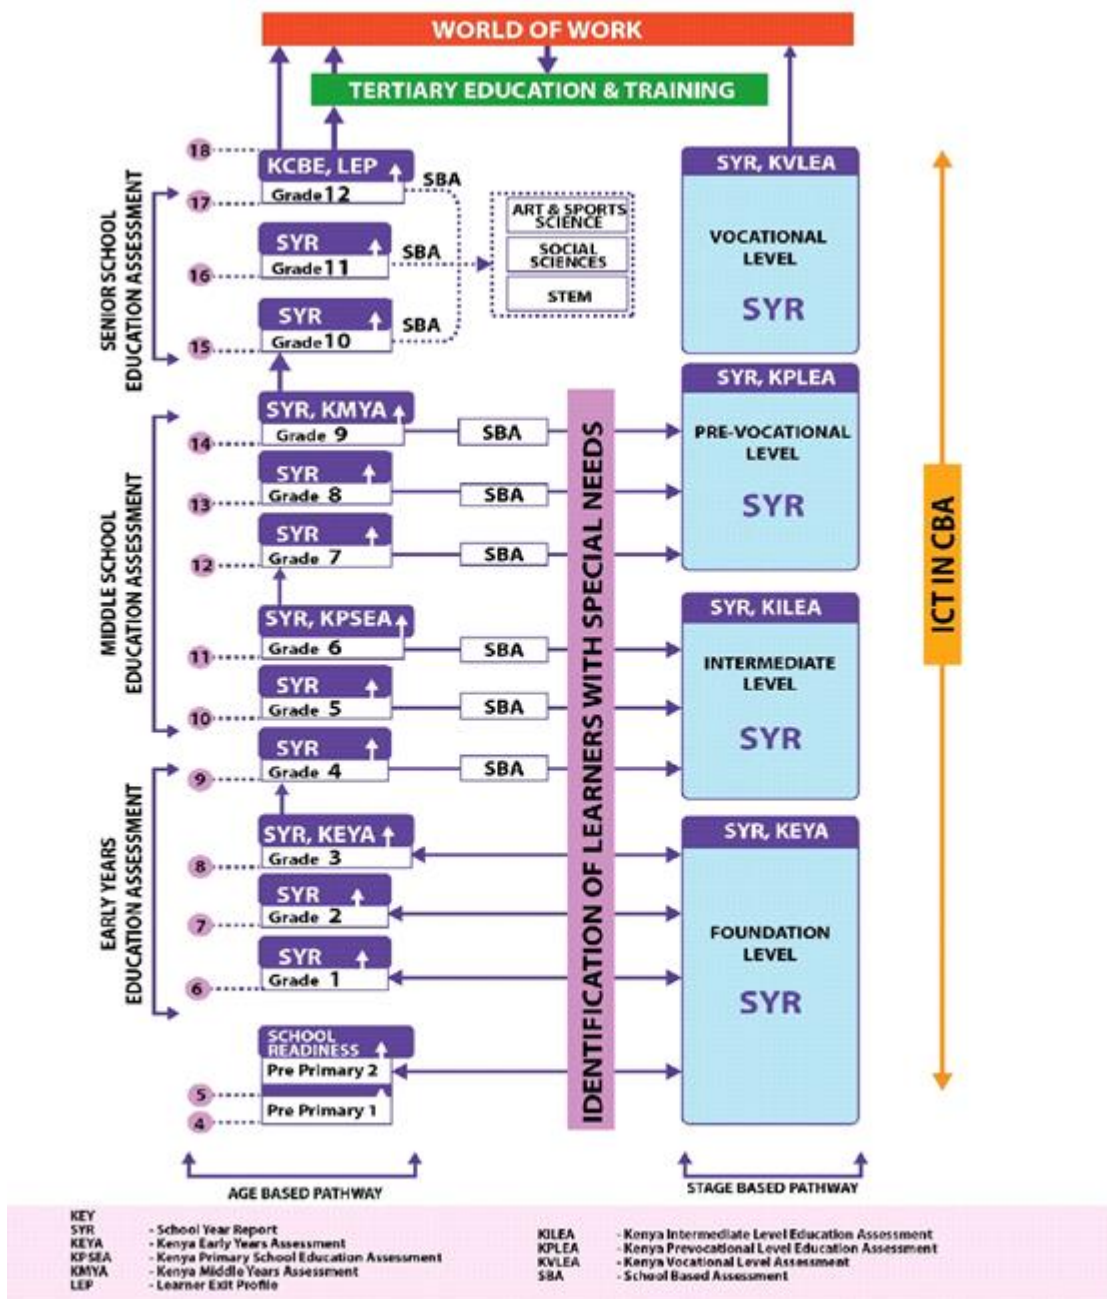 WORLD OF WORK
TERTIARY EDUCATION & TRAINING
SENIOR SCHOOL
EDUCATION ASSESSMENT
18
KCBE, LEP
Grade 12
SBA
17
SYR
Grade 11
SBA
16
SYR
Grade 10
SBA
15
ART & SPORTS
SCIENCE
SOCIAL
SCIENCES
STEM
SYR, KVLEA
VOCATIONAL
LEVEL
SYR
MIDDLE SCHOOL
EDUCATION ASSESSMENT
SYR, KMYA
Grade 9
SBA
14
SYR
Grade 8
SBA
13
SYR
Grade 7
SBA
12
SYR, KPSEA
Grade 6
SBA
11
SYR
Grade 5
SBA
10
SYR
Grade 4
SBA
9
SYR, KPLEA
PRE-VOCATIONAL
LEVEL
SYR
SYR, KILEA
INTERMEDIATE
LEVEL
SYR
EARLY YEARS
EDUCATION ASSESSMENT
SYR, KEYA
Grade 3
8
SYR
Grade 2
7
SYR
Grade 1
6
SCHOOL
READINESS
Pre Primary 2
5
Pre Primary 1
4
SYR, KEYA
FOUNDATION
LEVEL
SYR
IDENTIFICATION OF LEARNERS WITH SPECIAL NEEDS
ICT IN CBA
AGE BASED PATHWAY
STAGE BASED PATHWAY
KEY
SYR - School Year Report
KEYA - Kenya Early Years Assessment
KPSEA - Kenya Primary School Education Assessment
KMYA - Kenya Middle Years Assessment
LEP - Learner Exit Profile
KILEA - Kenya Intermediate Level Education Assessment
KPLEA - Kenya Prevocational Level Education Assessment
KVLEA - Kenya Vocational Level Assessment
SBA - School Based Assessment